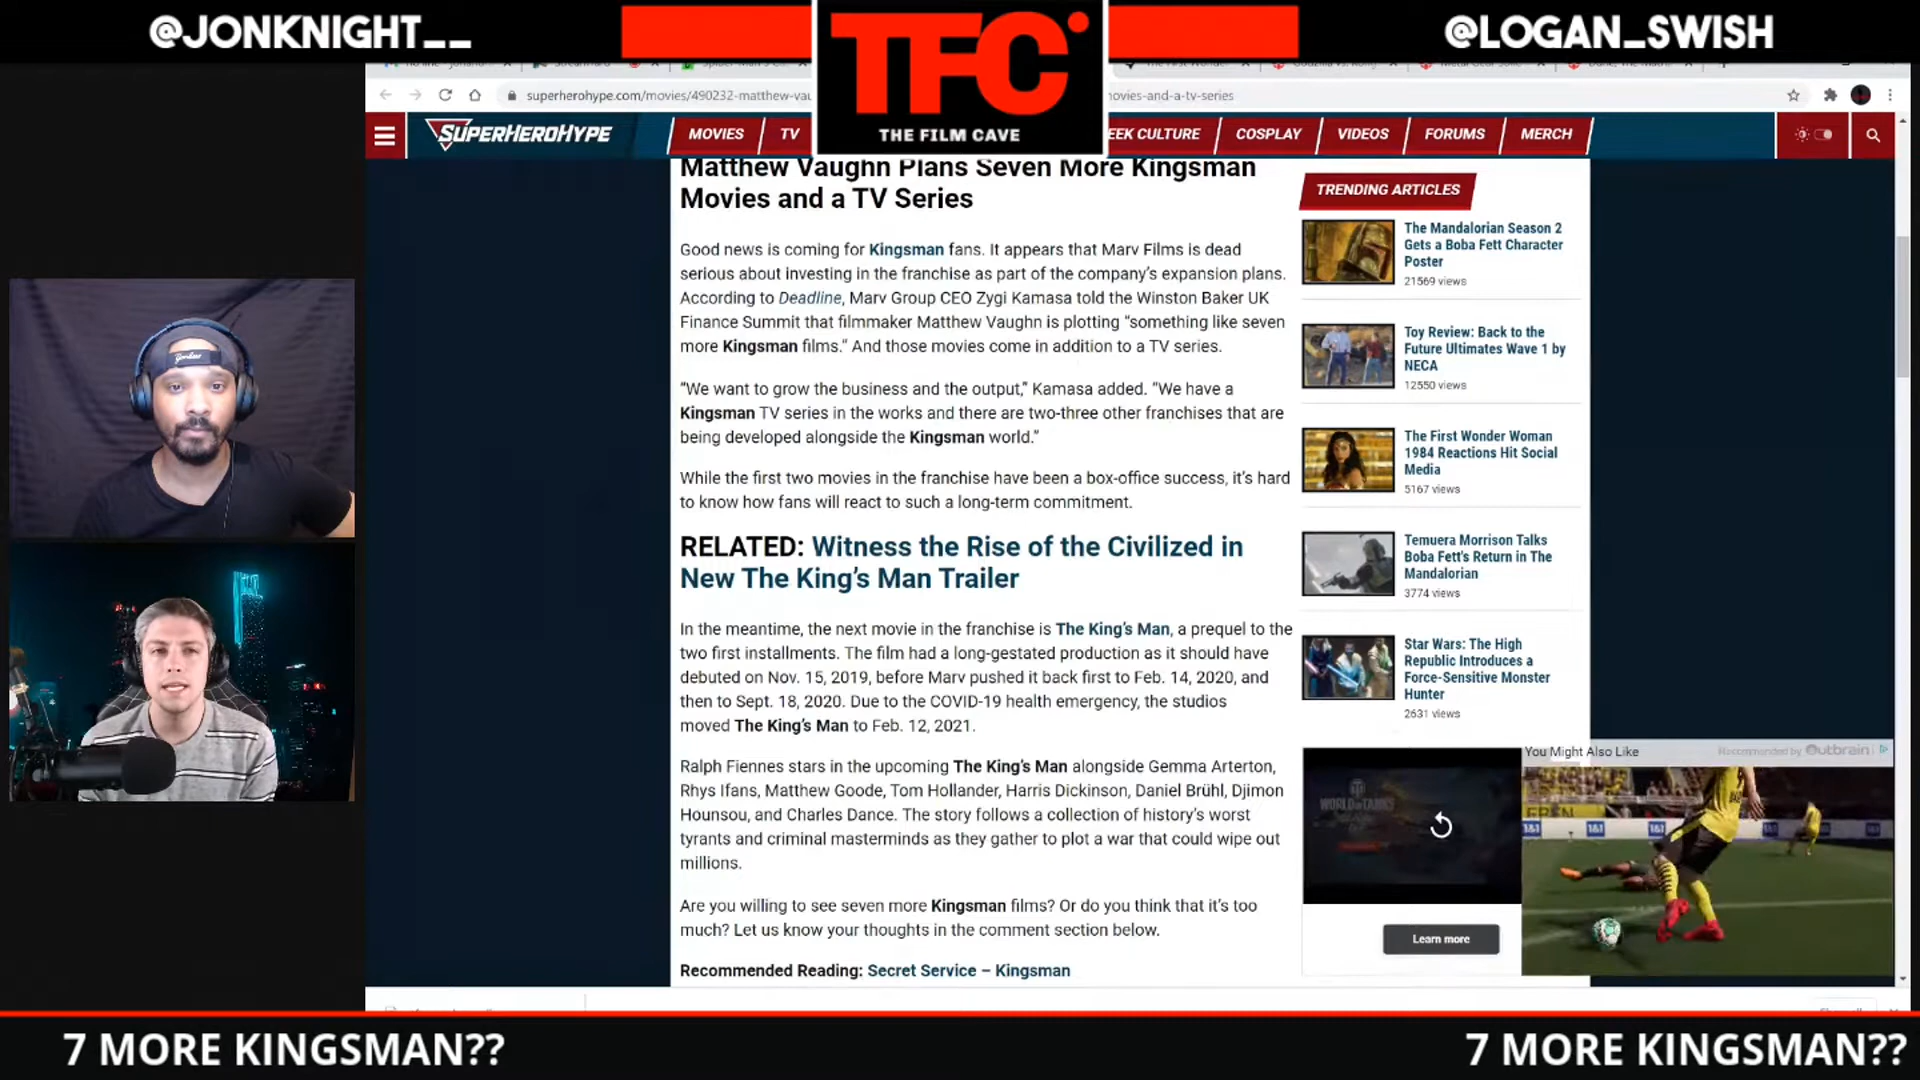 @JONKNIGHT__
TFC
THE FILM CAVE
@LOGAN_SWISH
superherohype.com/movies/490232-matthew-vau
ovies-and-a-tv-series
SUPERHEROHYPE
MOVIES
TV
EEK CULTURE
COSPLAY
VIDEOS
FORUMS
MERCH
Matthew Vaughn Plans Seven More Kingsman
Movies and a TV Series
Good news is coming for Kingsman fans. It appears that Marv Films is dead
serious about investing in the franchise as part of the company's expansion plans.
According to Deadline, Marv Group CEO Zygi Kamasa told the Winston Baker UK
Finance Summit that filmmaker Matthew Vaughn is plotting “something like seven
more Kingsman films.” And those movies come in addition to a TV series.
“We want to grow the business and the output,” Kamasa added. “We have a
Kingsman TV series in the works and there are two-three other franchises that are
being developed alongside the Kingsman world.”
While the first two movies in the franchise have been a box-office success, it's hard
to know how fans will react to such a long-term commitment.
RELATED: Witness the Rise of the Civilized in
New The King's Man Trailer
In the meantime, the next movie in the franchise is The King's Man, a prequel to the
two first installments. The film had a long-gestated production as it should have
debuted on Nov. 15, 2019, before Marv pushed it back first to Feb. 14, 2020, and
then to Sept. 18, 2020. Due to the COVID-19 health emergency, the studios
moved The King's Man to Feb. 12, 2021.
Ralph Fiennes stars in the upcoming The King's Man alongside Gemma Arterton,
Rhys Ifans, Matthew Goode, Tom Hollander, Harris Dickinson, Daniel Brühl, Djimon
Hounsou, and Charles Dance. The story follows a collection of history's worst
tyrants and criminal masterminds as they gather to plot a war that could wipe out
millions.
Are you willing to see seven more Kingsman films? Or do you think that it's too
much? Let us know your thoughts in the comment section below.
Recommended Reading: Secret Service – Kingsman
TRENDING ARTICLES
The Mandalorian Season 2
Gets a Boba Fett Character
Poster
21569 views
Toy Review: Back to the
Future Ultimates Wave 1 by
NECA
12550 views
The First Wonder Woman
1984 Reactions Hit Social
Media
5167 views
Temuera Morrison Talks
Boba Fett's Return in The
Mandalorian
3774 views
Star Wars: The High
Republic Introduces a
Force-Sensitive Monster
Hunter
2631 views
You Might Also Like
Recommended by Outbrain
WORLD OF TANKS
Learn more
1&1
1&1
1&1
7 MORE KINGSMAN??
7 MORE KINGSMAN??